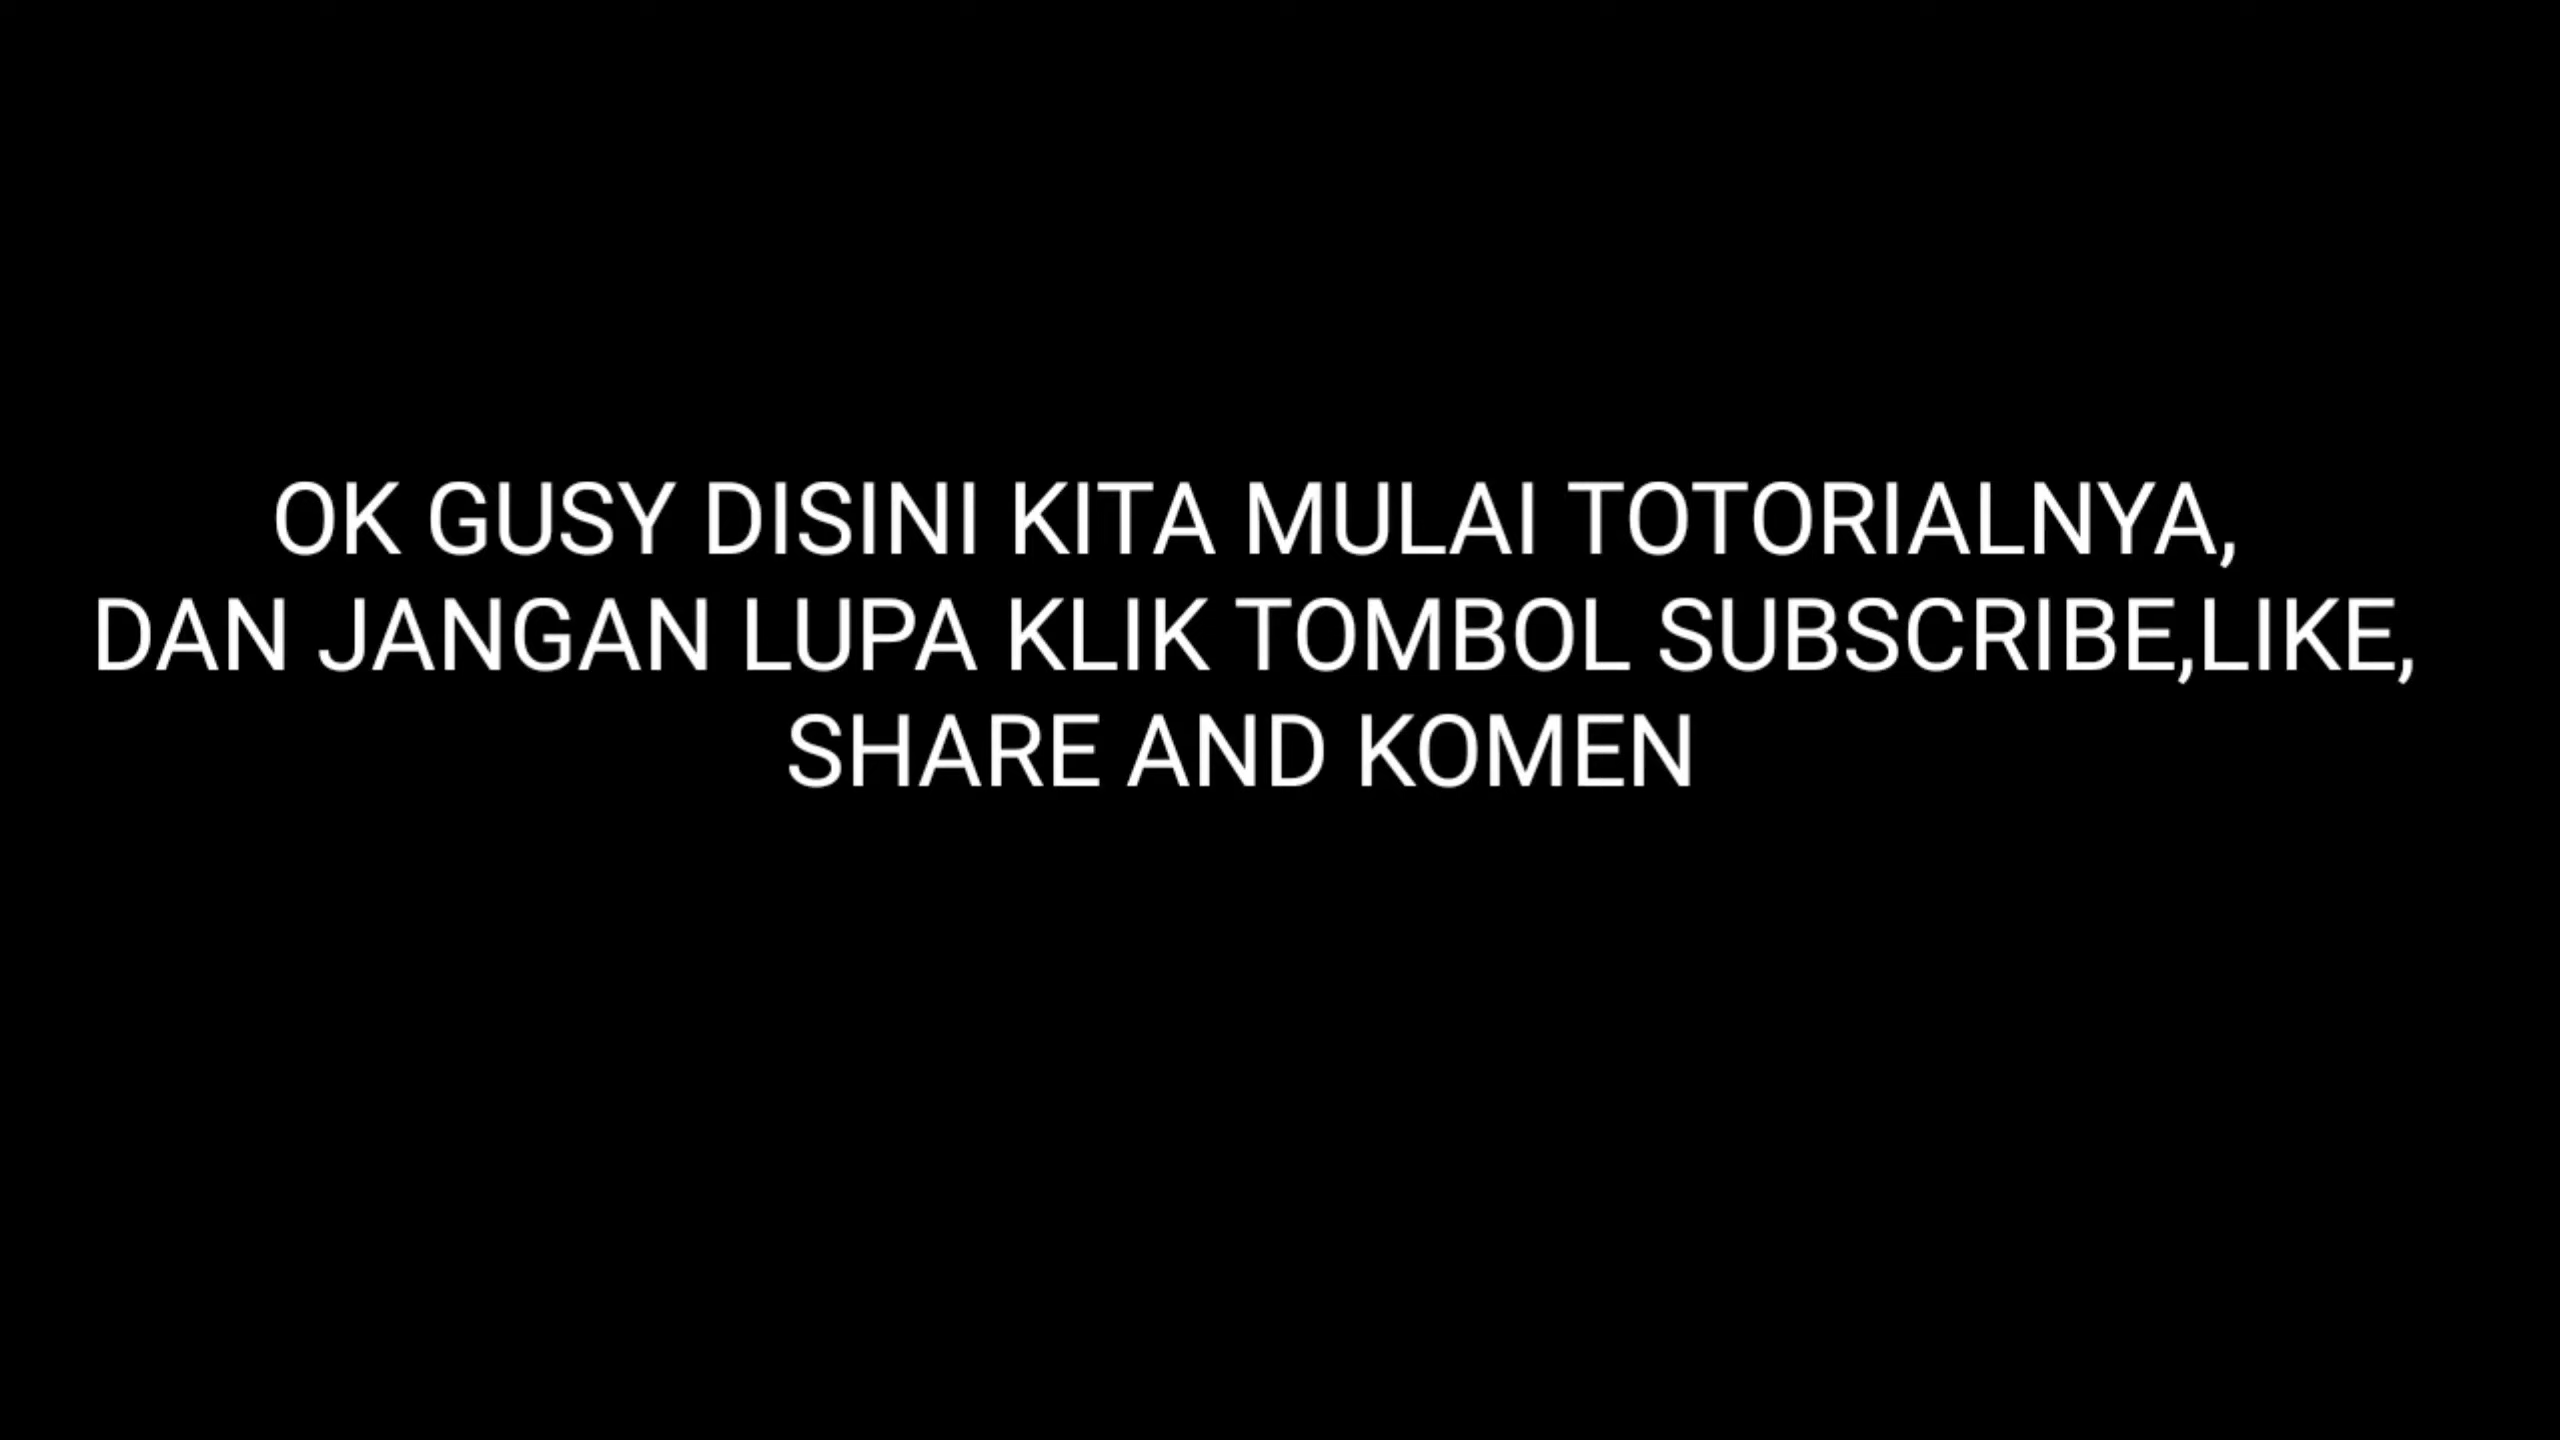 OK GUSY DISINI KITA MULAI TOTORIALNYA,
DAN JANGAN LUPA KLIK TOMBOL SUBSCRIBE,LIKE,
SHARE AND KOMEN